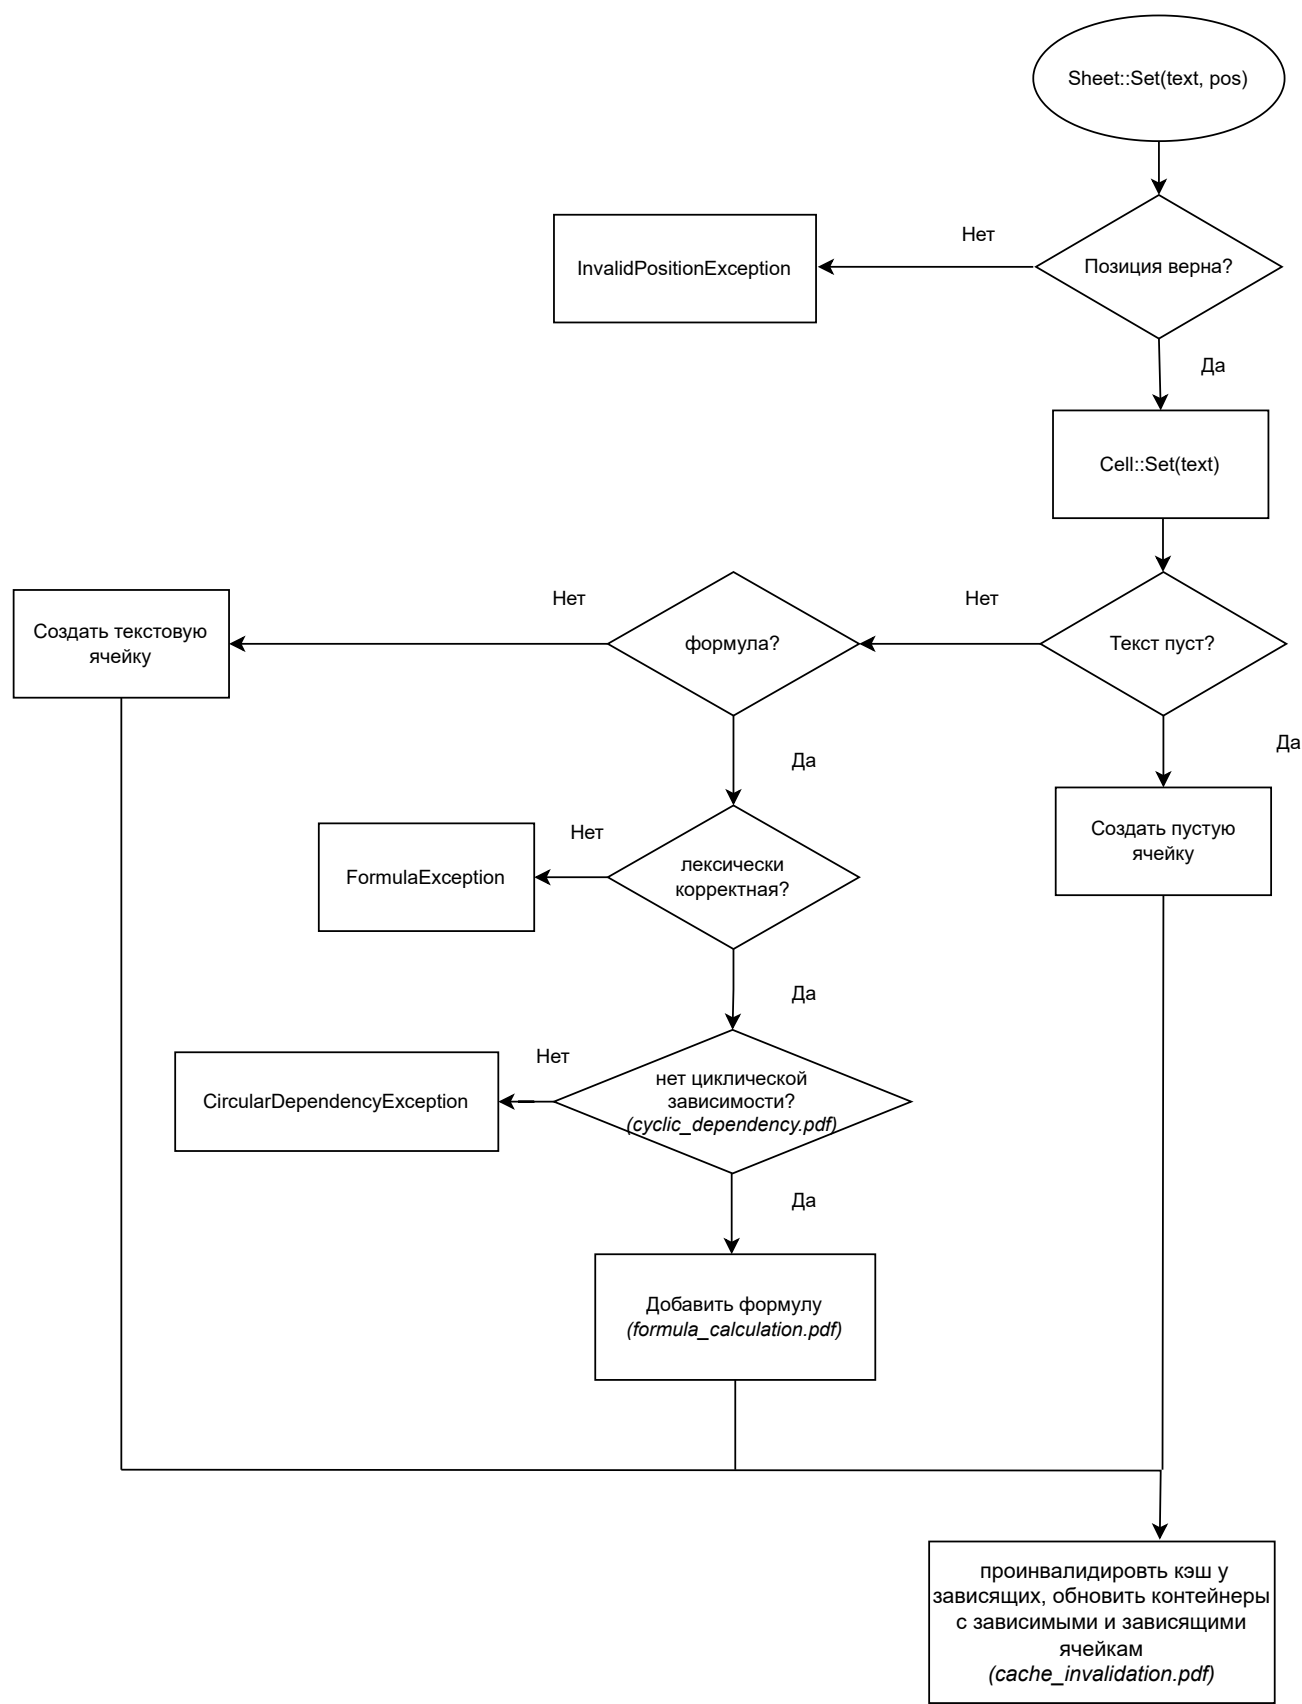 Sheet::Set(text, pos)
Нет
InvalidPositionException
Позиция верна?
Да
Cell::Set(text)
Нет
Нет
Создать текстовую
ячейку
формула?
Текст пуст?
Да
Да
Создать пустую
ячейку
Нет
FormulaException
лексически
корректная?
Да
Нет
CircularDependencyException
нет циклической
зависимости?
(cyclic_dependency.pdf)
Да
Добавить формулу
(formula_calculation.pdf)
проинвалидировть кэш у
зависящих, обновить контейнеры
с зависимыми и зависящими
ячейкам
(cache_invalidation.pdf)